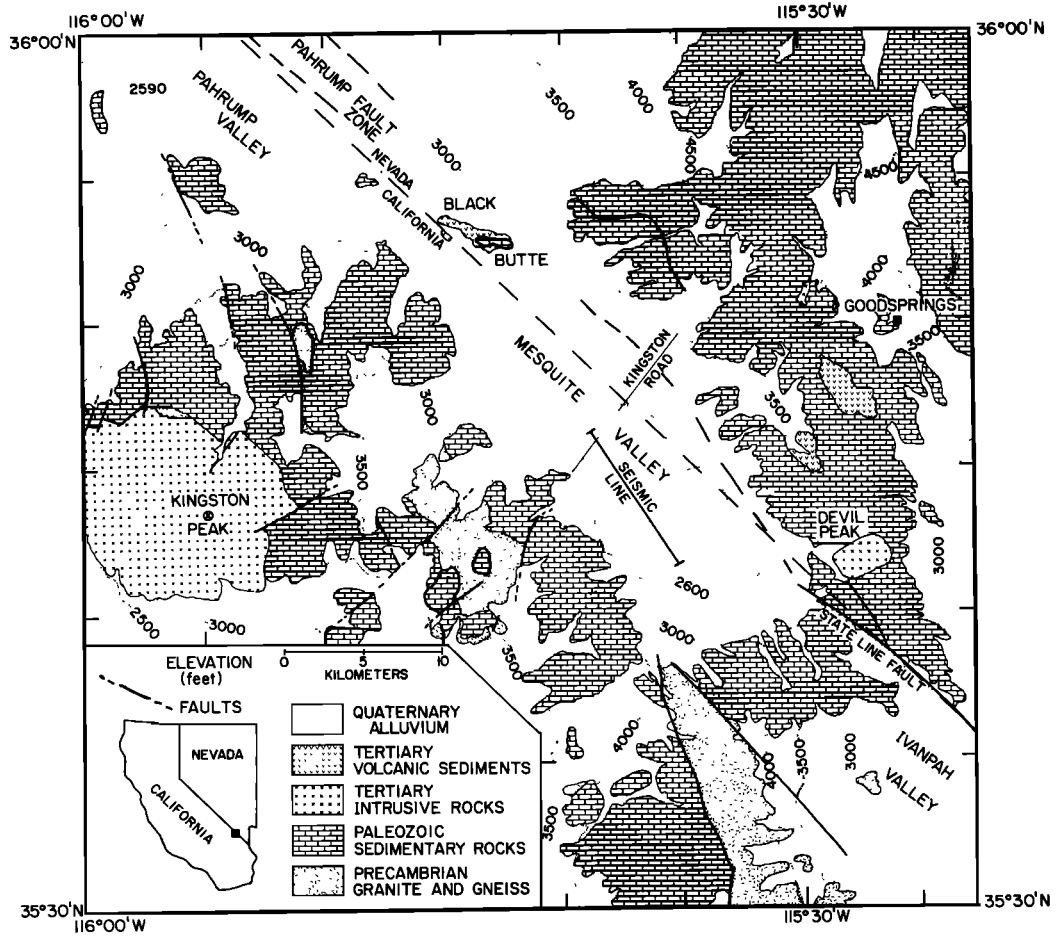 116°00'W
115°30'W
36°00'N
36°00'N
2590
PAHRUMP
VALLEY
PAHRUMP FAULT
ZONE
NEVADA
CALIFORNIA
3000
3500
4000
4500
4500
BLACK
BUTTE
3000
3000
4000
GOODSPRINGS
3500
MESQUITE
VALLEY
KINGSTON
ROAD
3000
3500
3500
SEISMIC
LINE
KINGSTON
PEAK
DEVIL
PEAK
3000
2600
2500
3000
3000
STATE LINE FAULT
3500
4000
4000
3500
3000
IVANPAH
VALLEY
3500
ELEVATION
(feet)
0 5 10
KILOMETERS
FAULTS
NEVADA
CALIFORNIA
QUATERNARY
ALLUVIUM
TERTIARY
VOLCANIC SEDIMENTS
TERTIARY
INTRUSIVE ROCKS
PALEOZOIC
SEDIMENTARY ROCKS
PRECAMBRIAN
GRANITE AND GNEISS
35°30'N
35°30'N
116°00'W
115°30'W